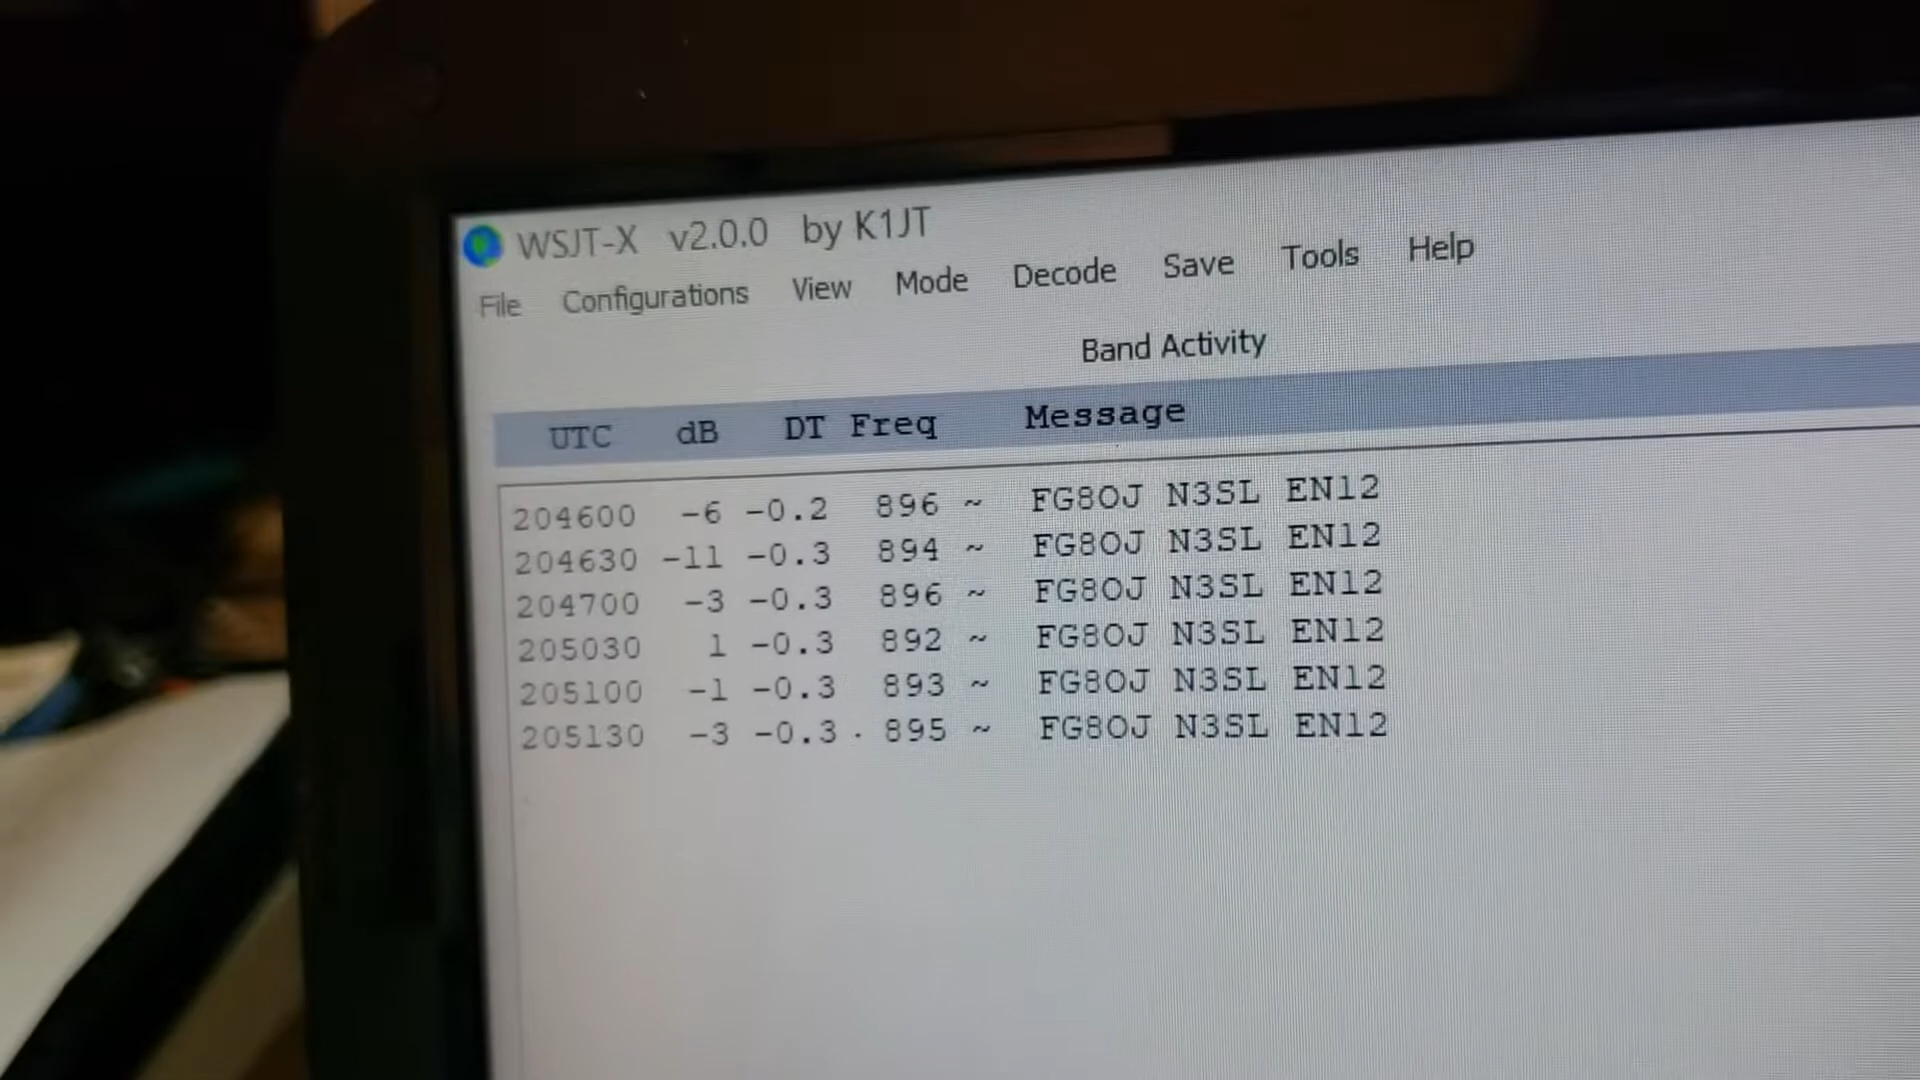 WSJT-X v2.0.0 by K1JT
File Configurations View Mode Decode Save Tools Help
Band Activity
UTC dB DT Freq Message
204600 -6 -0.2 896 ~ FG8OJ N3SL EN12
204630 -11 -0.3 894 ~ FG8OJ N3SL EN12
204700 -3 -0.3 896 ~ FG8OJ N3SL EN12
205030 1 -0.3 892 ~ FG8OJ N3SL EN12
205100 -1 -0.3 893 ~ FG8OJ N3SL EN12
205130 -3 -0.3 895 ~ FG8OJ N3SL EN12